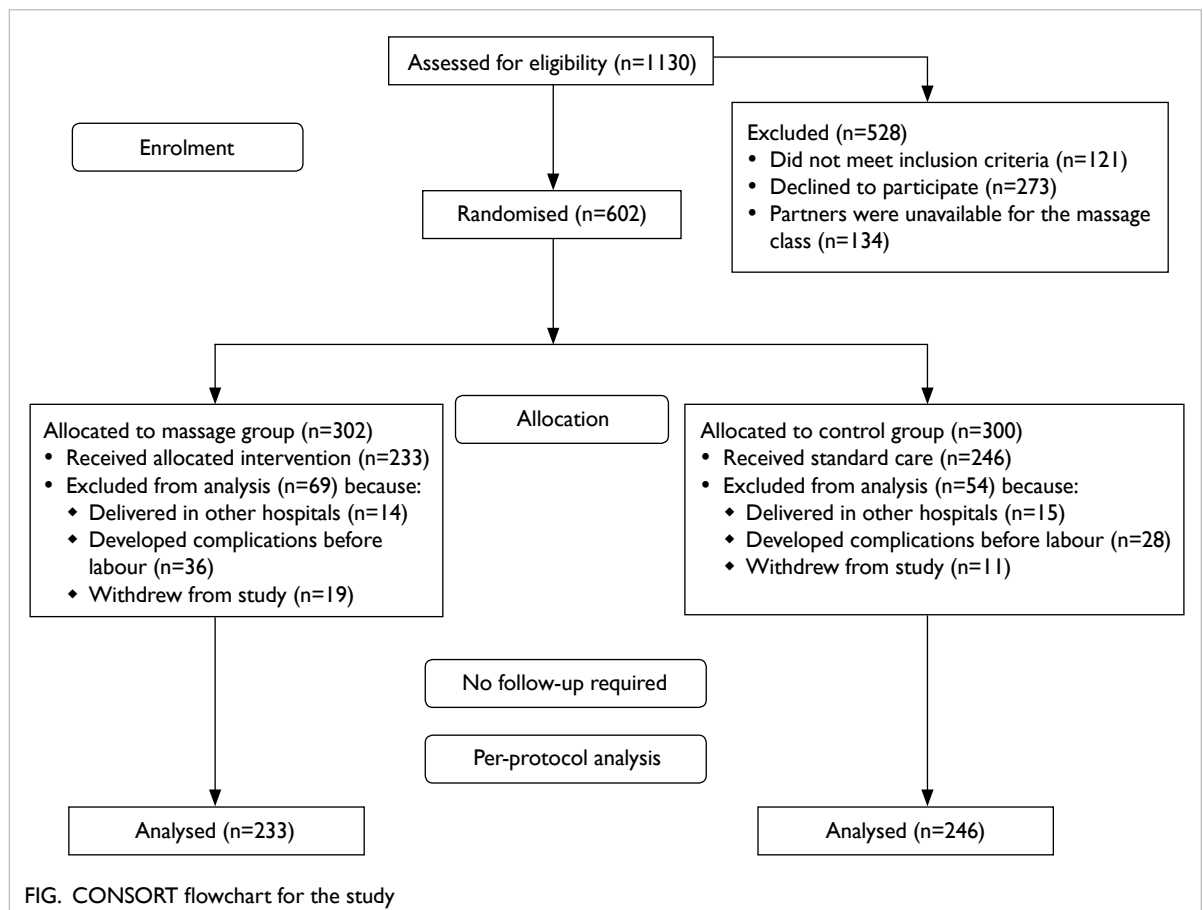 Assessed for eligibility (n=1130)
Enrolment
Excluded (n=528)
• Did not meet inclusion criteria (n=121)
• Declined to participate (n=273)
• Partners were unavailable for the massage
class (n=134)
Randomised (n=602)
Allocation
Allocated to massage group (n=302)
• Received allocated intervention (n=233)
• Excluded from analysis (n=69) because:
◆ Delivered in other hospitals (n=14)
◆ Developed complications before
labour (n=36)
◆ Withdrew from study (n=19)
Allocated to control group (n=300)
• Received standard care (n=246)
• Excluded from analysis (n=54) because:
◆ Delivered in other hospitals (n=15)
◆ Developed complications before labour (n=28)
◆ Withdrew from study (n=11)
No follow-up required
Per-protocol analysis
Analysed (n=233)
Analysed (n=246)
FIG. CONSORT flowchart for the study